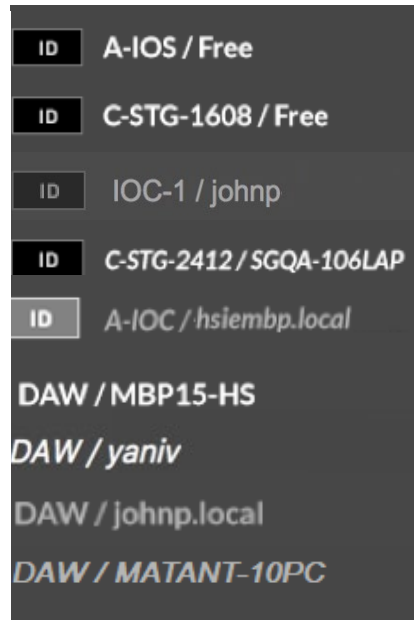 ID A-IOS / Free
ID C-STG-1608 / Free
ID IOC-1 / johnp
ID C-STG-2412 / SGQA-106LAP
ID A-IOC / hsiembp.local
DAW / MBP15-HS
DAW / yaniv
DAW / johnp.local
DAW / MATANT-10PC